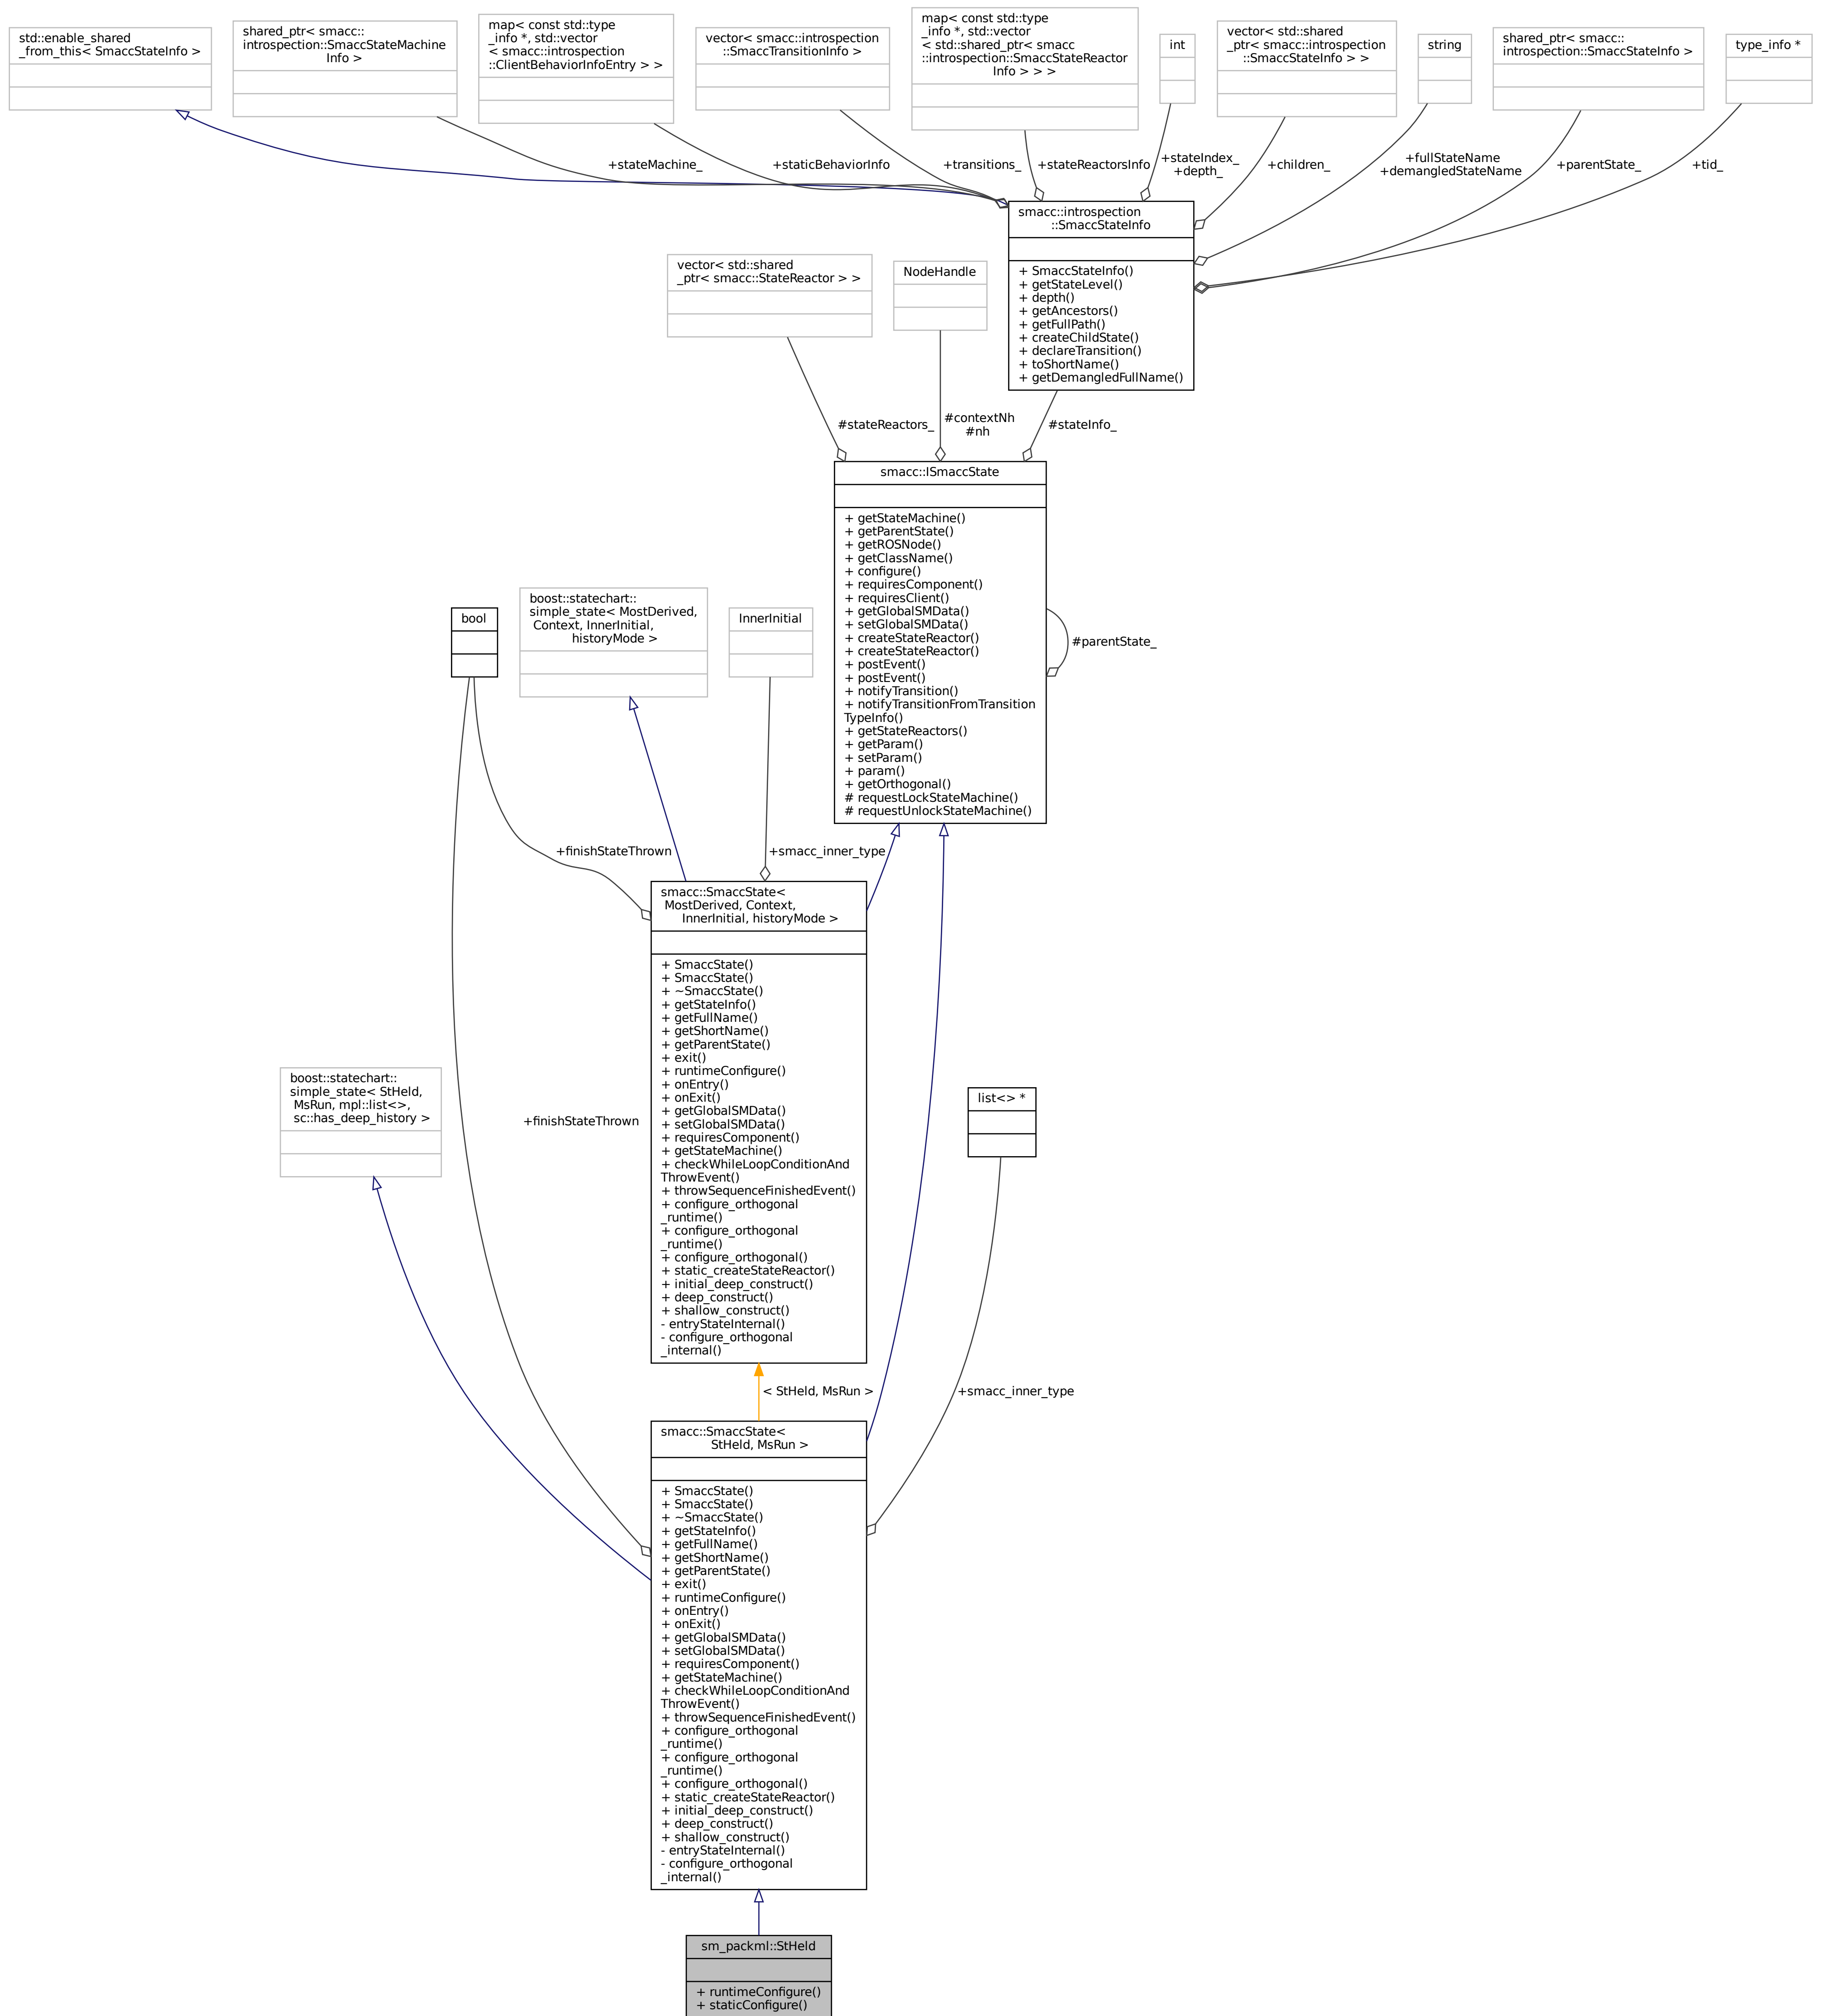 std::enable_shared
_from_this< SmaccStateInfo >
shared_ptr< smacc::
introspection::SmaccStateMachine
Info >
map< const std::type
_info *, std::vector
< smacc::introspection
::ClientBehaviorInfoEntry > >
vector< smacc::introspection
::SmaccTransitionInfo >
map< const std::type
_info *, std::vector
< std::shared_ptr< smacc
::introspection::SmaccStateReactor
Info > > >
int
vector< std::shared
_ptr< smacc::introspection
::SmaccStateInfo > >
string
shared_ptr< smacc::
introspection::SmaccStateInfo >
type_info *
+stateMachine_
+staticBehaviorInfo
+transitions_
+stateReactorsInfo
+stateIndex_
+depth_
+children_
+fullStateName
+demangledStateName
+parentState_
+tid_
smacc::introspection
::SmaccStateInfo
+ SmaccStateInfo()
+ getStateLevel()
+ depth()
+ getAncestors()
+ getFullPath()
+ createChildState()
+ declareTransition()
+ toShortName()
+ getDemangledFullName()
vector< std::shared
_ptr< smacc::StateReactor > >
NodeHandle
#stateReactors_
#contextNh
#nh
#stateInfo_
smacc::ISmaccState
+ getStateMachine()
+ getParentState()
+ getROSNode()
+ getClassName()
+ configure()
+ requiresComponent()
+ requiresClient()
+ getGlobalSMData()
+ setGlobalSMData()
+ createStateReactor()
+ createStateReactor()
+ postEvent()
+ postEvent()
+ notifyTransition()
+ notifyTransitionFromTransition
TypeInfo()
+ getStateReactors()
+ getParam()
+ setParam()
+ param()
+ getOrthogonal()
# requestLockStateMachine()
# requestUnlockStateMachine()
#parentState_
bool
boost::statechart::
simple_state< MostDerived,
Context, InnerInitial,
historyMode >
InnerInitial
+finishStateThrown
+smacc_inner_type
smacc::SmaccState<
MostDerived, Context,
InnerInitial, historyMode >
+ SmaccState()
+ SmaccState()
+ ~SmaccState()
+ getStateInfo()
+ getFullName()
+ getShortName()
+ getParentState()
+ exit()
+ runtimeConfigure()
+ onEntry()
+ onExit()
+ getGlobalSMData()
+ setGlobalSMData()
+ requiresComponent()
+ getStateMachine()
+ checkWhileLoopConditionAnd
ThrowEvent()
+ throwSequenceFinishedEvent()
+ configure_orthogonal
_runtime()
+ configure_orthogonal
_runtime()
+ configure_orthogonal()
+ static_createStateReactor()
+ initial_deep_construct()
+ deep_construct()
+ shallow_construct()
- entryStateInternal()
- configure_orthogonal
_internal()
boost::statechart::
simple_state< StHeld,
MsRun, mpl::list<>,
sc::has_deep_history >
+finishStateThrown
list<> *
< StHeld, MsRun >
+smacc_inner_type
smacc::SmaccState<
StHeld, MsRun >
+ SmaccState()
+ SmaccState()
+ ~SmaccState()
+ getStateInfo()
+ getFullName()
+ getShortName()
+ getParentState()
+ exit()
+ runtimeConfigure()
+ onEntry()
+ onExit()
+ getGlobalSMData()
+ setGlobalSMData()
+ requiresComponent()
+ getStateMachine()
+ checkWhileLoopConditionAnd
ThrowEvent()
+ throwSequenceFinishedEvent()
+ configure_orthogonal
_runtime()
+ configure_orthogonal
_runtime()
+ configure_orthogonal()
+ static_createStateReactor()
+ initial_deep_construct()
+ deep_construct()
+ shallow_construct()
- entryStateInternal()
- configure_orthogonal
_internal()
sm_packml::StHeld
+ runtimeConfigure()
+ staticConfigure()